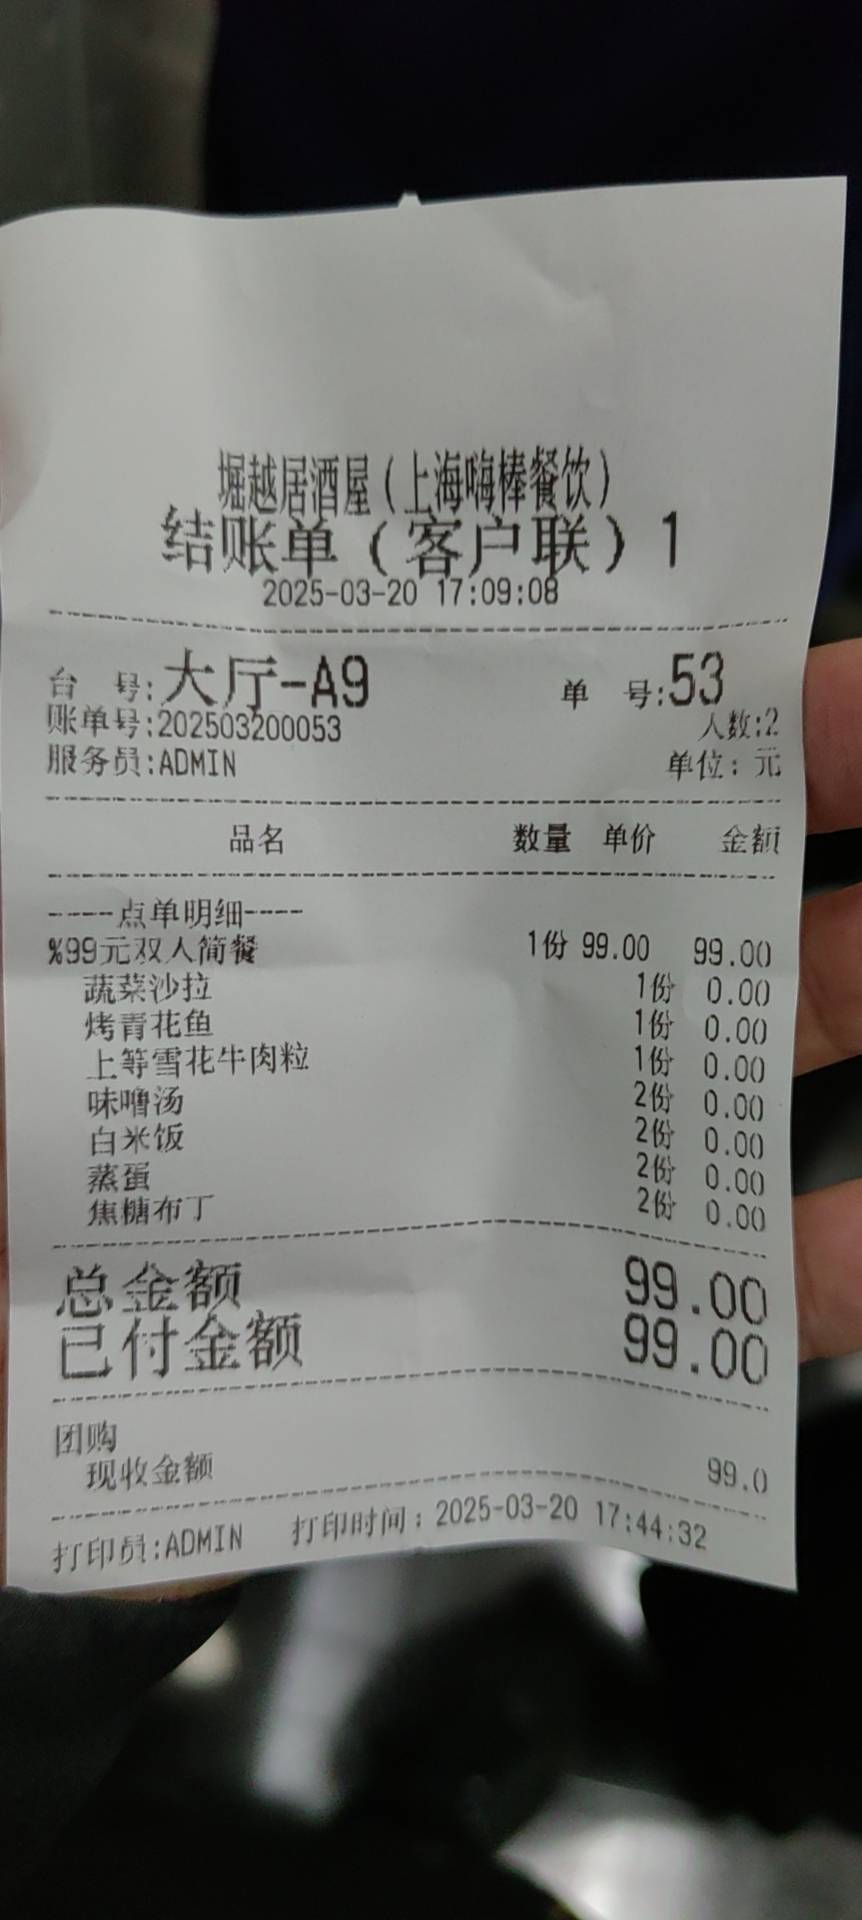 堀越居酒屋(上海嗨棒餐饮)
结账单(客户联)1
2025-03-20 17:09:08
台 号:大厅-A9 单 号:53
账单号:202503200053 人数:2
服务员:ADMIN 单位: 元
品名 数量 单价 金额
----点单明细----
%99元双人简餐 1份 99.00 99.00
蔬菜沙拉 1份 0.00
烤青花鱼 1份 0.00
上等雪花牛肉粒 1份 0.00
味噜汤 2份 0.00
白米饭 2份 0.00
蒸蛋 2份 0.00
焦糖布丁 2份 0.00
总金额 99.00
已付金额 99.00
团购
现收金额 99.0
打印员:ADMIN 打印时间: 2025-03-20 17:44:32